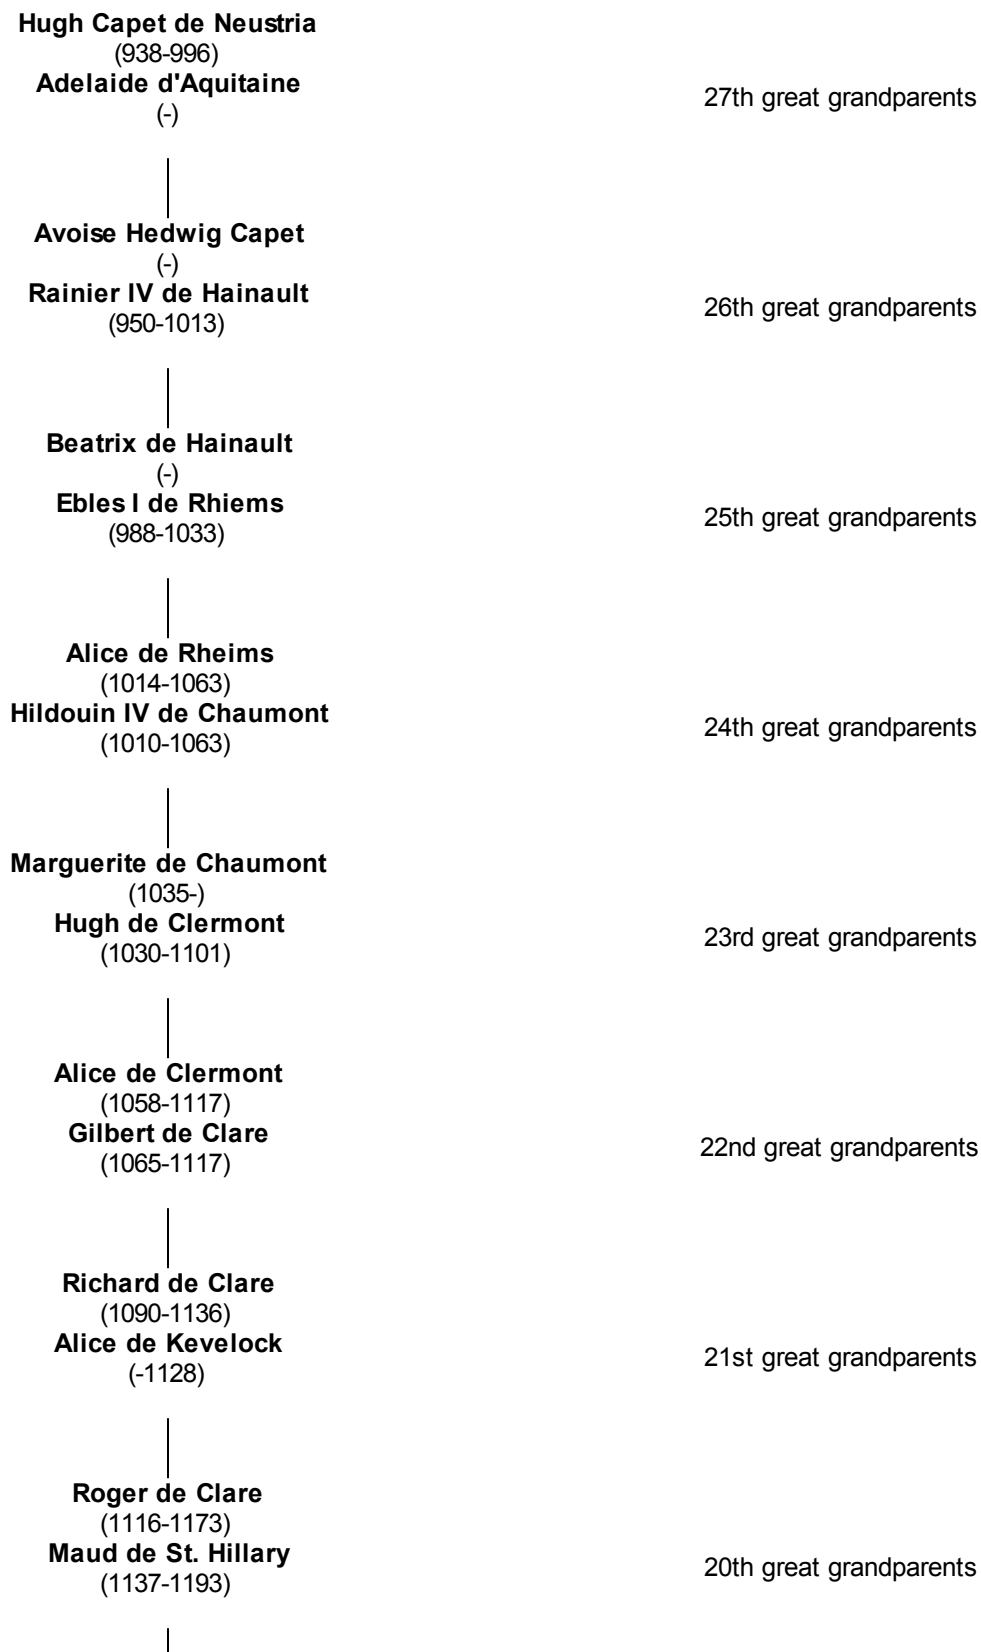 Hugh Capet de Neustria
(938-996)
Adelaide d'Aquitaine
(-)
27th great grandparents
Avoise Hedwig Capet
(-)
Rainier IV de Hainault
(950-1013)
26th great grandparents
Beatrix de Hainault
(-)
Ebles I de Rhiems
(988-1033)
25th great grandparents
Alice de Rheims
(1014-1063)
Hildouin IV de Chaumont
(1010-1063)
24th great grandparents
Marguerite de Chaumont
(1035-)
Hugh de Clermont
(1030-1101)
23rd great grandparents
Alice de Clermont
(1058-1117)
Gilbert de Clare
(1065-1117)
22nd great grandparents
Richard de Clare
(1090-1136)
Alice de Kevelock
(-1128)
21st great grandparents
Roger de Clare
(1116-1173)
Maud de St. Hillary
(1137-1193)
20th great grandparents